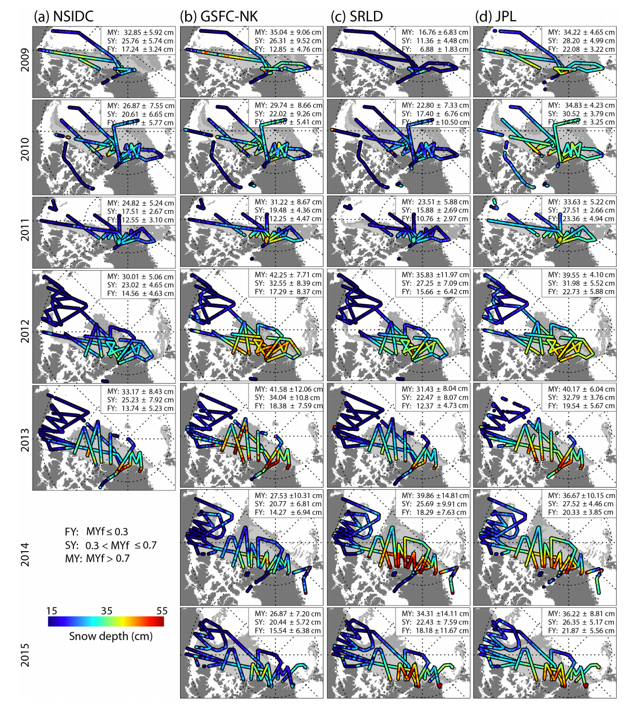 (a) NSIDC (b) GSFC-NK (c) SRLD (d) JPL
2009
MY: 32.85 ± 5.92 cm
SY: 25.76 ± 5.74 cm
FY: 17.24 ± 3.24 cm
MY: 35.04 ± 9.06 cm
SY: 26.31 ± 9.52 cm
FY: 12.85 ± 4.76 cm
MY: 16.76 ± 6.83 cm
SY: 11.36 ± 4.48 cm
FY: 6.88 ± 1.83 cm
MY: 34.22 ± 4.65 cm
SY: 28.20 ± 4.99 cm
FY: 22.08 ± 3.22 cm
2010
MY: 26.87 ± 7.55 cm
SY: 20.61 ± 6.65 cm
FY: ± 5.77 cm
MY: 29.74 ± 8.66 cm
SY: 22.02 ± 9.26 cm
FY: ± 5.41 cm
MY: 22.80 ± 7.33 cm
SY: 17.40 ± 6.76 cm
FY: ± 10.50 cm
MY: 34.83 ± 4.23 cm
SY: 30.52 ± 3.79 cm
± 3.25 cm
2011
MY: 24.82 ± 5.24 cm
SY: 17.51 ± 2.67 cm
FY: 12.55 ± 3.10 cm
MY: 31.22 ± 8.67 cm
SY: 19.48 ± 4.36 cm
FY: 12.25 ± 4.47 cm
MY: 23.51 ± 5.88 cm
SY: 15.88 ± 2.69 cm
FY: 10.76 ± 2.97 cm
MY: 33.63 ± 5.22 cm
SY: 27.51 ± 2.66 cm
FY: 23.36 ± 4.94 cm
2012
MY: 30.01 ± 5.06 cm
SY: 23.02 ± 4.65 cm
FY: 14.56 ± 4.63 cm
MY: 42.25 ± 7.71 cm
SY: 32.55 ± 8.39 cm
FY: 17.29 ± 8.37 cm
MY: 35.83 ±11.97 cm
SY: 27.25 ± 7.09 cm
FY: 15.66 ± 6.42 cm
MY: 39.55 ± 4.10 cm
SY: 31.98 ± 5.52 cm
FY: 22.73 ± 5.88 cm
2013
MY: 33.17 ± 8.43 cm
SY: 25.23 ± 7.92 cm
FY: 13.74 ± 5.23 cm
MY: 41.58 ±12.06 cm
SY: 34.04 ±10.8 cm
FY: 18.38 ± 7.59 cm
MY: 31.43 ± 8.04 cm
SY: 22.47 ± 8.07 cm
FY: 12.37 ± 4.73 cm
MY: 40.17 ± 6.04 cm
SY: 32.79 ± 3.76 cm
FY: 19.54 ± 5.67 cm
2014
MY: 27.53 ±10.31 cm
SY: 20.77 ± 6.81 cm
FY: 14.27 ± 6.94 cm
MY: 39.86 ±14.81 cm
SY: 25.69 ±9.91 cm
FY: 18.29 ±7.63 cm
MY: 36.67±10.15 cm
SY: 27.52 ± 4.46 cm
FY: 20.33 ± 3.85 cm
FY: MYf ≤ 0.3
SY: 0.3 < MYf ≤ 0.7
MY: MYf > 0.7
15 35 55
Snow depth (cm)
2015
MY: 26.87 ± 7.20 cm
SY: 20.44 ± 5.72 cm
FY: 15.54 ± 6.38 cm
MY: 34.31 ±14.11 cm
SY: 22.43 ± 7.59 cm
FY: 18.18 ±11.67 cm
MY: 36.22 ± 8.81 cm
SY: 26.35 ± 5.17 cm
FY: 21.87 ± 5.56 cm